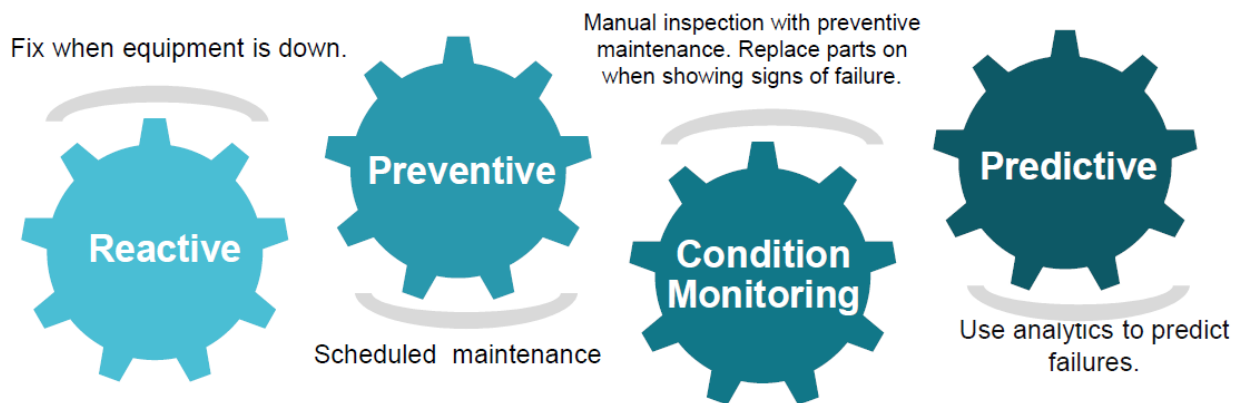 Fix when equipment is down.
Reactive
Preventive
Scheduled maintenance
Manual inspection with preventive
maintenance. Replace parts on
when showing signs of failure.
Condition
Monitoring
Predictive
Use analytics to predict
failures.